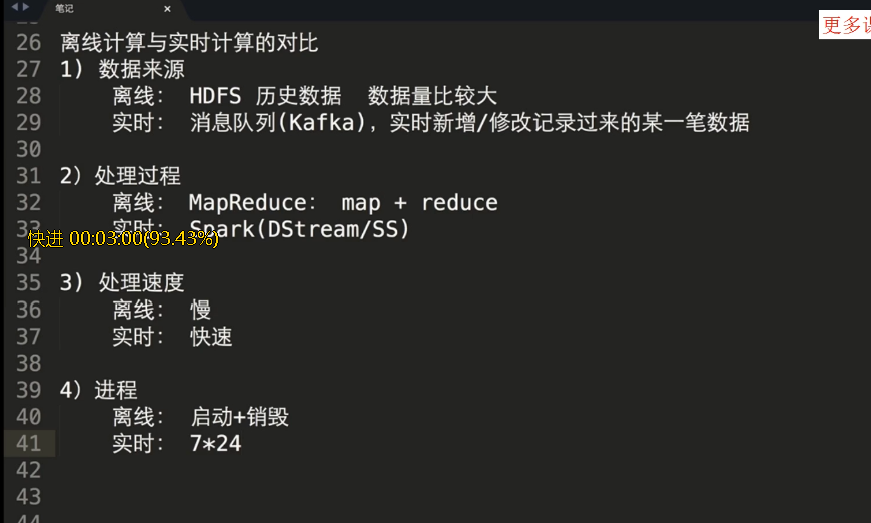 笔记
更多课
26 离线计算与实时计算的对比
27 1) 数据来源
28 离线： HDFS 历史数据 数据量比较大
29 实时： 消息队列(Kafka)，实时新增/修改记录过来的某一笔数据
30
31 2）处理过程
32 离线： MapReduce： map + reduce
33 实时： Spark(DStream/SS)
快进 00:03:00(93.43%)
34
35 3) 处理速度
36 离线： 慢
37 实时： 快速
38
39 4）进程
40 离线： 启动+销毁
41 实时： 7*24
42
43
44